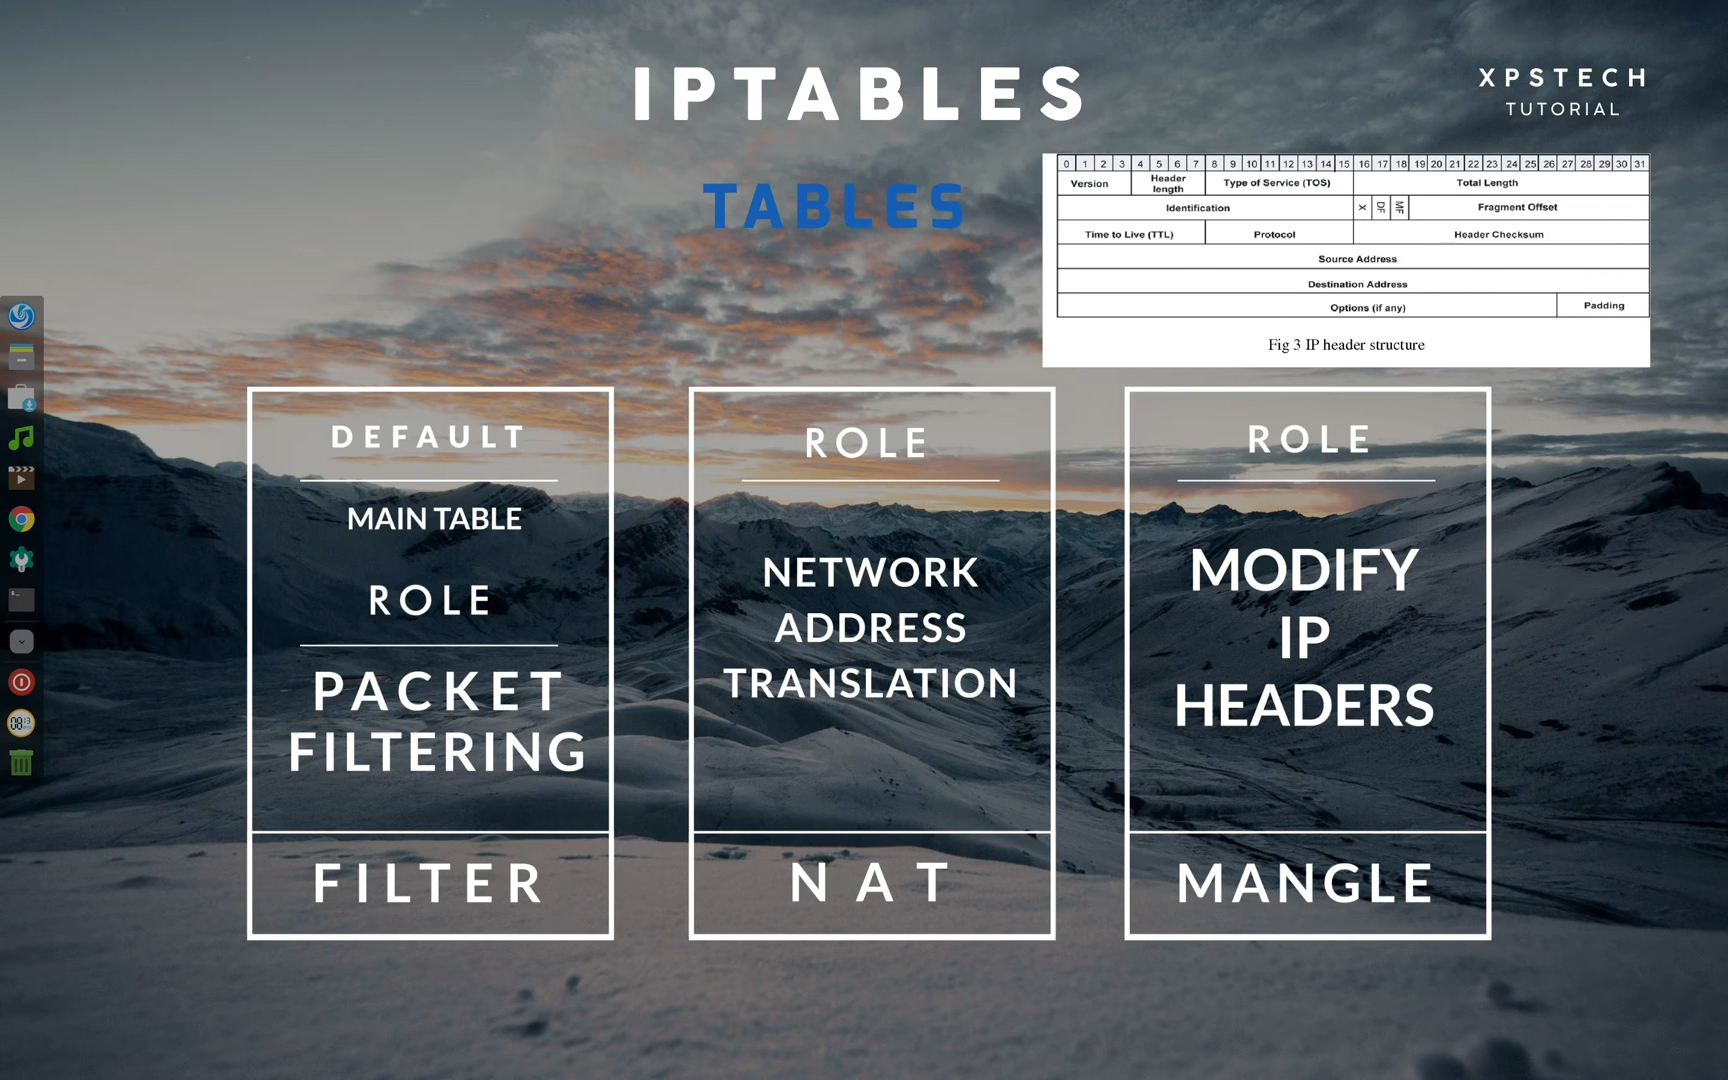 IPTABLES
XPSTECH
TUTORIAL
TABLES
0 1 2 3 4 5 6 7 8 9 10 11 12 13 14 15 16 17 18 19 20 21 22 23 24 25 26 27 28 29 30 31
Version Header length Type of Service (TOS) Total Length
Identification X DF MF Fragment Offset
Time to Live (TTL) Protocol Header Checksum
Source Address
Destination Address
Options (if any) Padding
Fig 3 IP header structure
DEFAULT
MAIN TABLE
ROLE
PACKET
FILTERING
FILTER
ROLE
NETWORK
ADDRESS
TRANSLATION
NAT
ROLE
MODIFY
IP
HEADERS
MANGLE